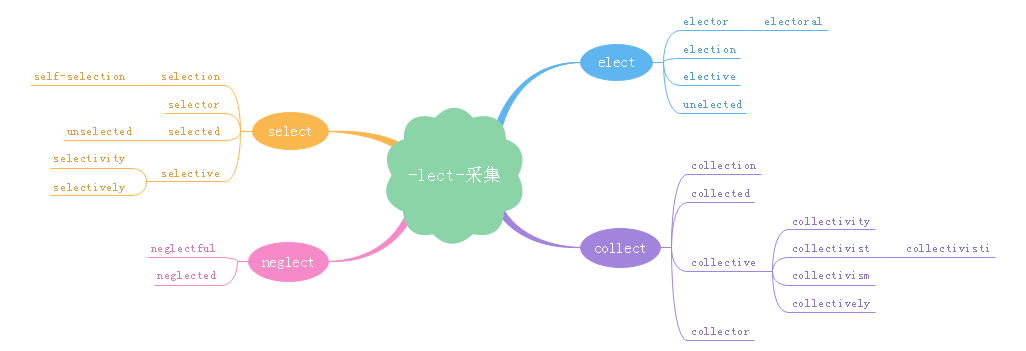 -lect-采集
elect
elector
electoral
election
elective
unelected
collect
collection
collected
collective
collectivity
collectivist
collectivisti
collectivism
collectively
collector
select
selection
self-selection
selector
selected
unselected
selective
selectivity
selectively
neglect
neglectful
neglected